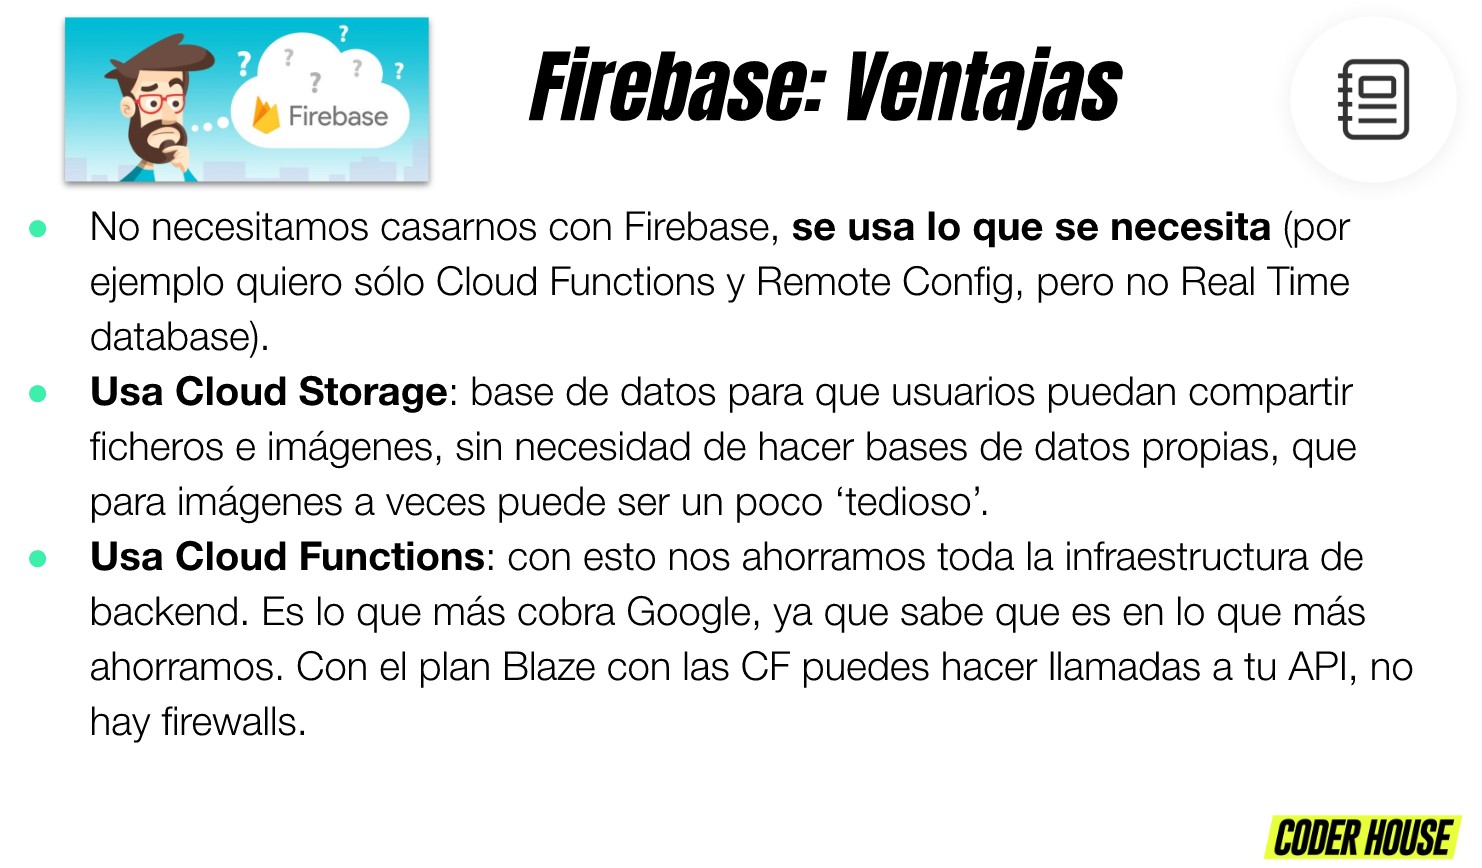 ? ? ? ? ? ?
Firebase
Firebase: Ventajas
● No necesitamos casarnos con Firebase, se usa lo que se necesita (por
ejemplo quiero sólo Cloud Functions y Remote Config, pero no Real Time
database).
● Usa Cloud Storage: base de datos para que usuarios puedan compartir
ficheros e imágenes, sin necesidad de hacer bases de datos propias, que
para imágenes a veces puede ser un poco ‘tedioso’.
● Usa Cloud Functions: con esto nos ahorramos toda la infraestructura de
backend. Es lo que más cobra Google, ya que sabe que es en lo que más
ahorramos. Con el plan Blaze con las CF puedes hacer llamadas a tu API, no
hay firewalls.
CODER HOUSE